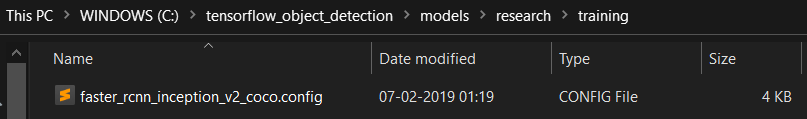 This PC > WINDOWS (C:) > tensorflow_object_detection > models > research > training
Name Date modified Type Size
faster_rcnn_inception_v2_coco.config 07-02-2019 01:19 CONFIG File 4 KB